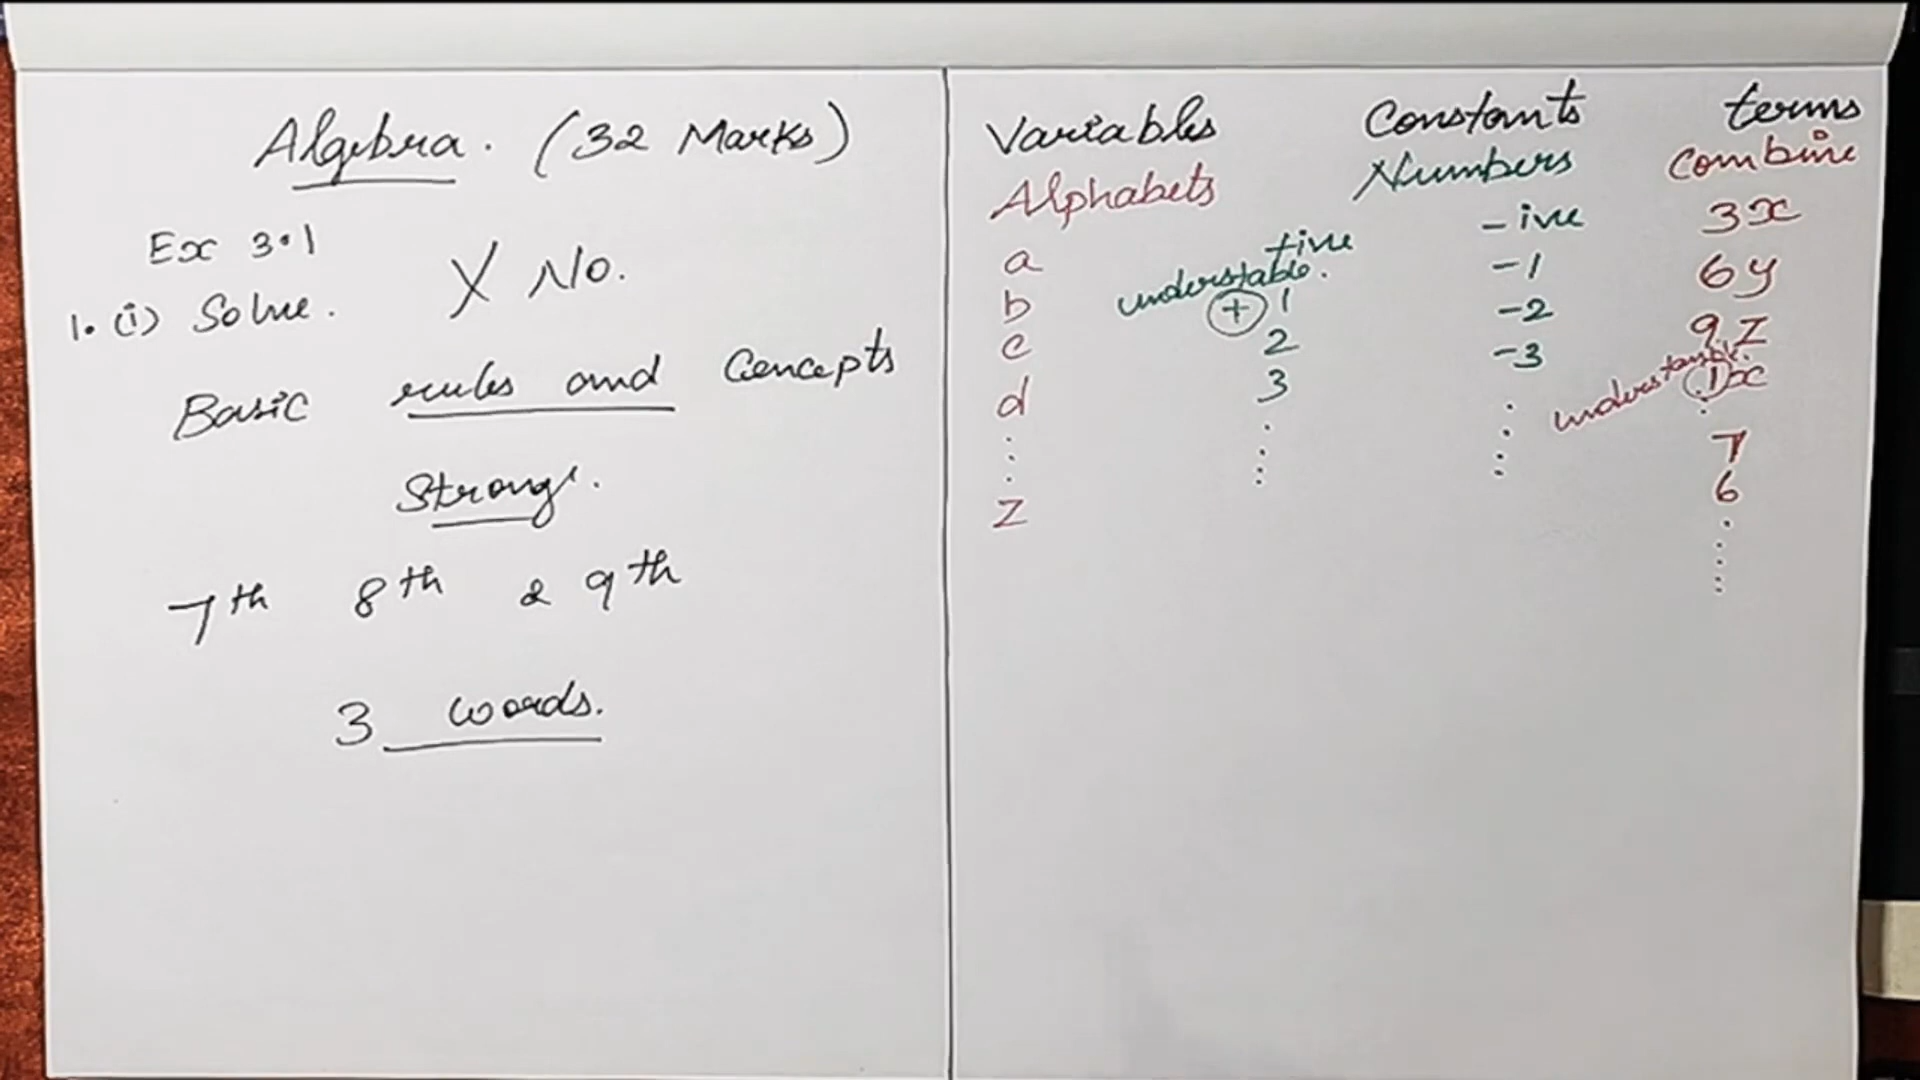 Algebra. (32 Marks)
Ex 3.1
X No.
1. (i) Solve.
Basic rules and Concepts
Strong.
7th 8th & 9th
3 words.
Variables Constants terms
Alphabets Numbers Combine
+ive -ive 3x
a understable. -1 6y
b + 1 -2 9z
c 2 -3 understable.
d 3 1x
7
6
z